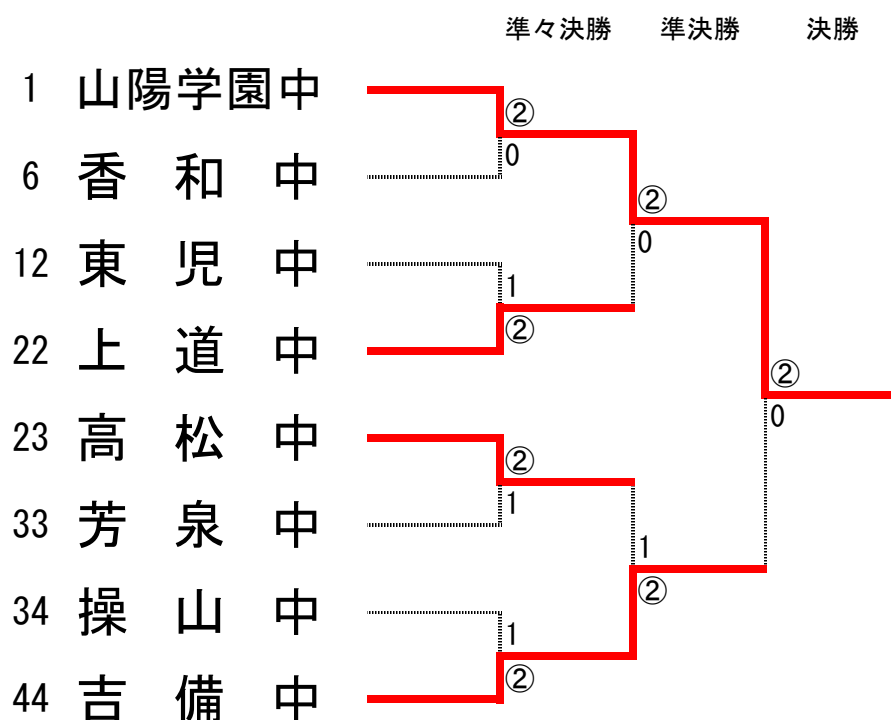 準々決勝 準決勝 決勝
1 山陽学園中
②
6 香和中
0
②
12 東児中
0
1
22 上道中
②
②
23 高松中
0
②
33 芳泉中
1
1
34 操山中
②
1
44 吉備中
②